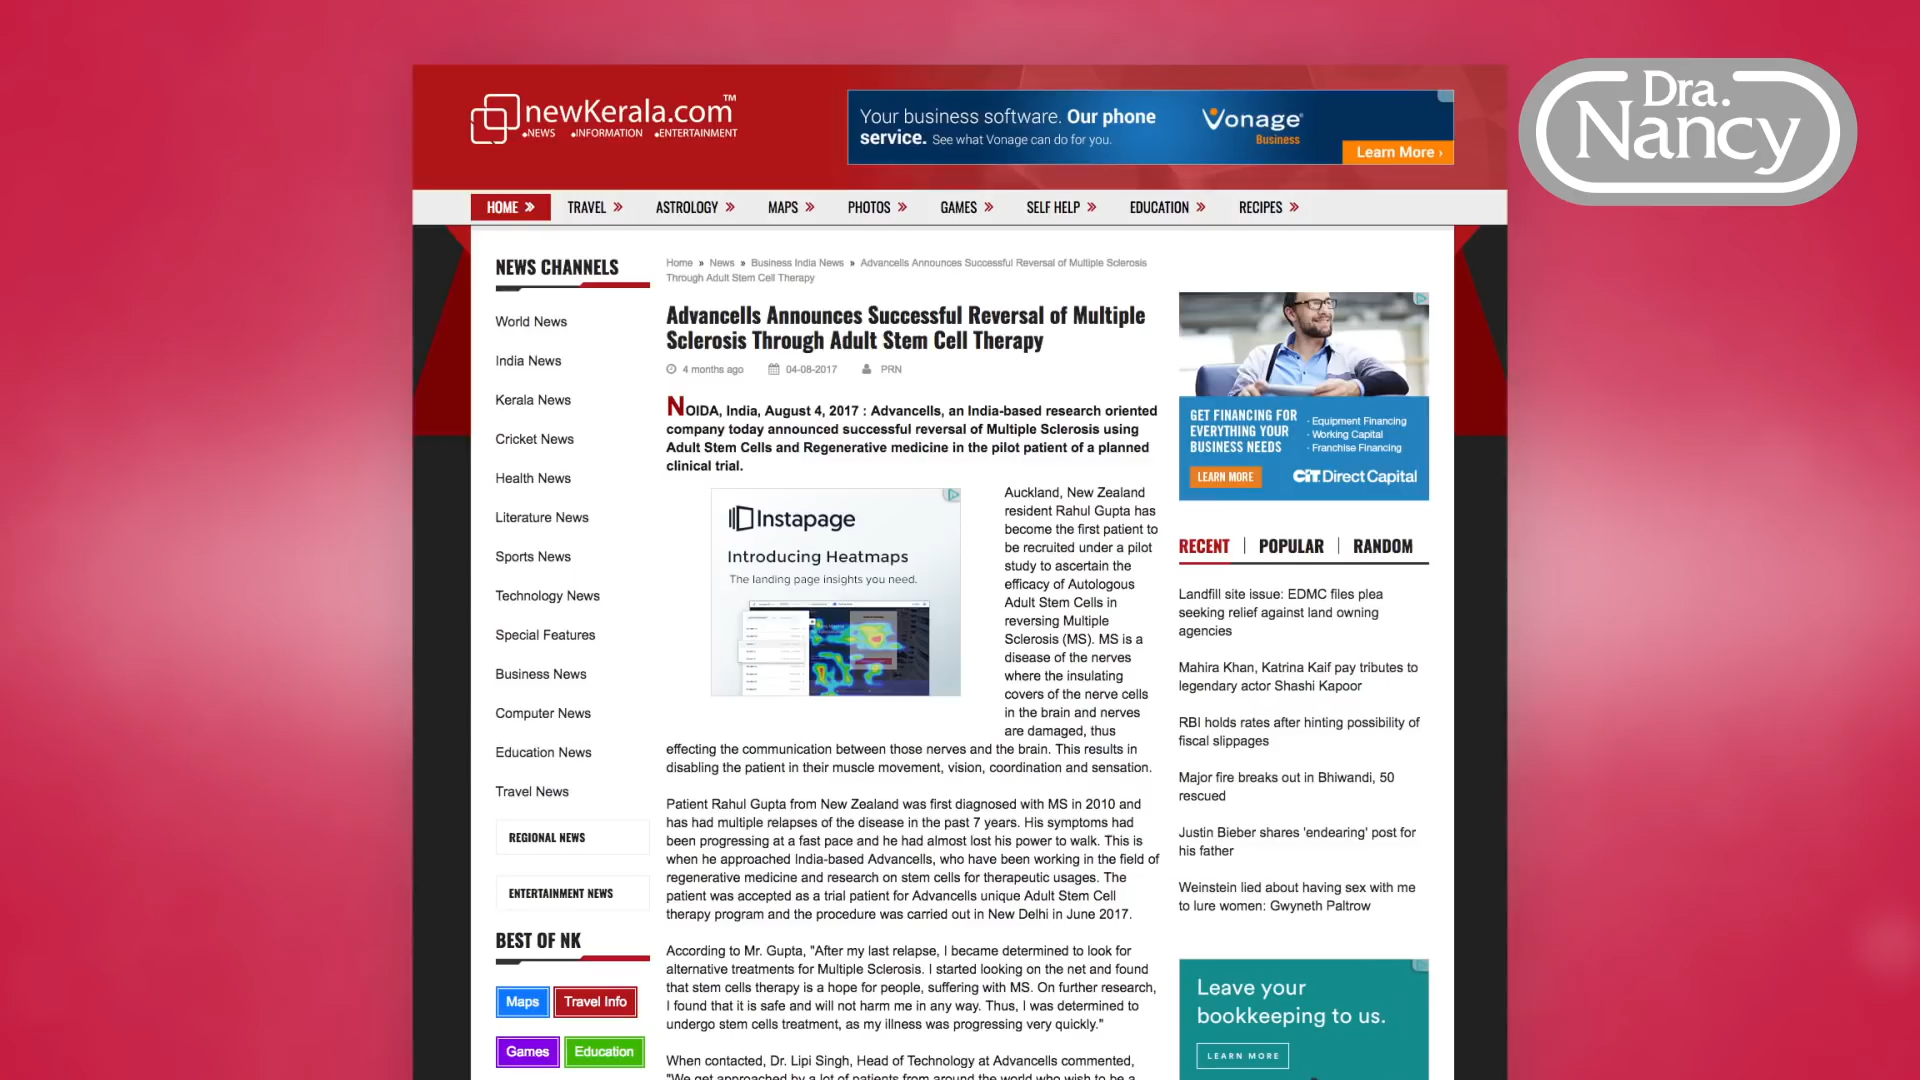 newKerala.com™
NEWS INFORMATION ENTERTAINMENT
Your business software. Our phone
service. See what Vonage can do for you.
Vonage
Business
Learn More ›
Dra.
Nancy
HOME » TRAVEL » ASTROLOGY » MAPS » PHOTOS » GAMES » SELF HELP » EDUCATION » RECIPES »
NEWS CHANNELS
World News
India News
Kerala News
Cricket News
Health News
Literature News
Sports News
Technology News
Special Features
Business News
Computer News
Education News
Travel News
REGIONAL NEWS
ENTERTAINMENT NEWS
BEST OF NK
Maps Travel Info
Games Education
Home » News » Business India News » Advancells Announces Successful Reversal of Multiple Sclerosis
Through Adult Stem Cell Therapy
Advancells Announces Successful Reversal of Multiple
Sclerosis Through Adult Stem Cell Therapy
4 months ago 04-08-2017 PRN
NOIDA, India, August 4, 2017 : Advancells, an India-based research oriented
company today announced successful reversal of Multiple Sclerosis using
Adult Stem Cells and Regenerative medicine in the pilot patient of a planned
clinical trial.
Instapage
Introducing Heatmaps
The landing page insights you need.
Auckland, New Zealand
resident Rahul Gupta has
become the first patient to
be recruited under a pilot
study to ascertain the
efficacy of Autologous
Adult Stem Cells in
reversing Multiple
Sclerosis (MS). MS is a
disease of the nerves
where the insulating
covers of the nerve cells
in the brain and nerves
are damaged, thus
effecting the communication between those nerves and the brain. This results in
disabling the patient in their muscle movement, vision, coordination and sensation.
Patient Rahul Gupta from New Zealand was first diagnosed with MS in 2010 and
has had multiple relapses of the disease in the past 7 years. His symptoms had
been progressing at a fast pace and he had almost lost his power to walk. This is
when he approached India-based Advancells, who have been working in the field of
regenerative medicine and research on stem cells for therapeutic usages. The
patient was accepted as a trial patient for Advancells unique Adult Stem Cell
therapy program and the procedure was carried out in New Delhi in June 2017.
According to Mr. Gupta, "After my last relapse, I became determined to look for
alternative treatments for Multiple Sclerosis. I started looking on the net and found
that stem cells therapy is a hope for people, suffering with MS. On further research,
I found that it is safe and will not harm me in any way. Thus, I was determined to
undergo stem cells treatment, as my illness was progressing very quickly."
When contacted, Dr. Lipi Singh, Head of Technology at Advancells commented,
"We get approached by a lot of patients from around the world who wish to be a
GET FINANCING FOR
EVERYTHING YOUR
BUSINESS NEEDS
· Equipment Financing
· Working Capital
· Franchise Financing
LEARN MORE
CIT Direct Capital
RECENT | POPULAR | RANDOM
Landfill site issue: EDMC files plea
seeking relief against land owning
agencies
Mahira Khan, Katrina Kaif pay tributes to
legendary actor Shashi Kapoor
RBI holds rates after hinting possibility of
fiscal slippages
Major fire breaks out in Bhiwandi, 50
rescued
Justin Bieber shares 'endearing' post for
his father
Weinstein lied about having sex with me
to lure women: Gwyneth Paltrow
Leave your
bookkeeping to us.
LEARN MORE